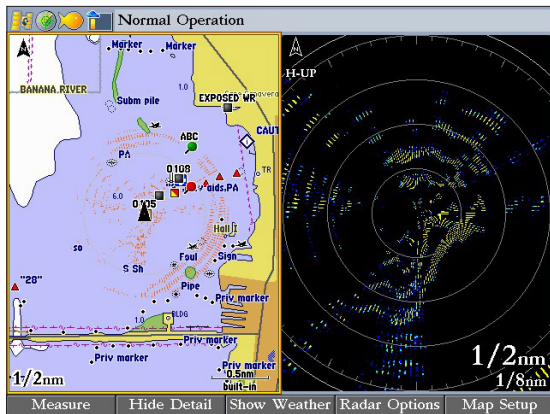 Normal Operation
Marker
Marker
N
N
H-UP
BANANA RIVER
1.0
Subm pile
EXPOSED WR
ABC
CAUT
PA
TR
0108
6.0
aids,PA
0105
Hall I
so
Foul
Sign
S Sh
"28"
Pipe
Priv marker
1.0
BLDG
Priv marker
Priv marker
Priv marker
1/2nm
0.5nm
Built-in
1/2nm
1/8nm
Measure
Hide Detail
Show Weather
Radar Options
Map Setup